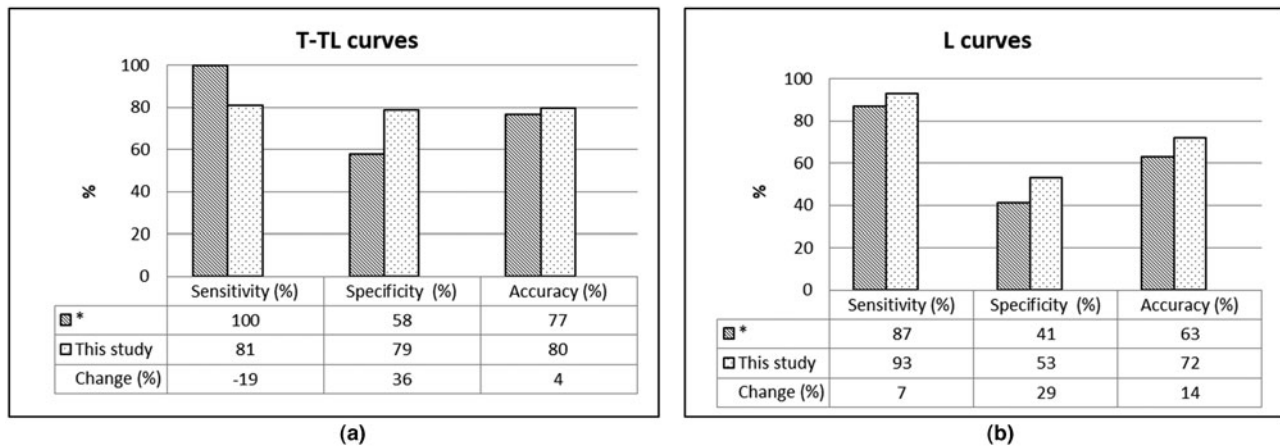 T-TL curves
100
80
60
40
20
0
%
Sensitivity (%) Specificity (%) Accuracy (%)
* 100 58 77
This study 81 79 80
Change (%) -19 36 4
(a)
L curves
100
80
60
40
20
0
%
Sensitivity (%) Specificity (%) Accuracy (%)
* 87 41 63
This study 93 53 72
Change (%) 7 29 14
(b)